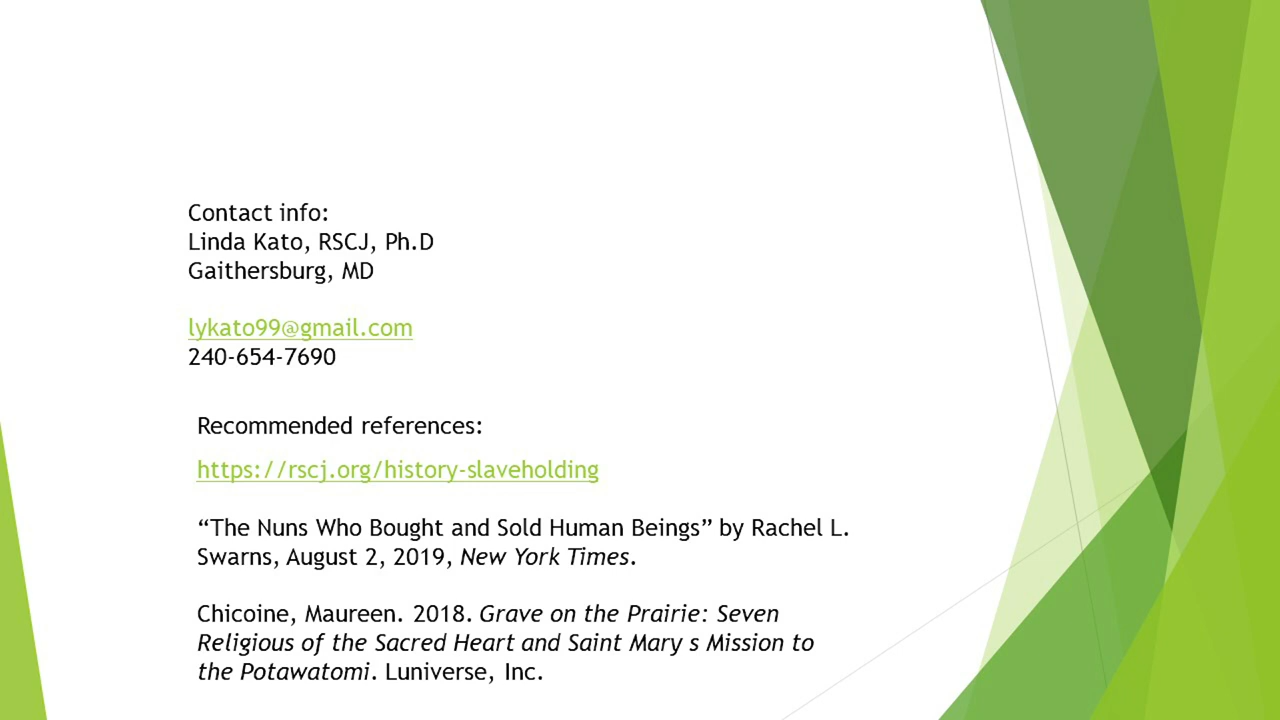 Contact info:
Linda Kato, RSCJ, Ph.D
Gaithersburg, MD
lykato99@gmail.com
240-654-7690
Recommended references:
https://rscj.org/history-slaveholding
“The Nuns Who Bought and Sold Human Beings” by Rachel L.
Swarns, August 2, 2019, New York Times.
Chicoine, Maureen. 2018. Grave on the Prairie: Seven
Religious of the Sacred Heart and Saint Mary s Mission to
the Potawatomi. Luniverse, Inc.